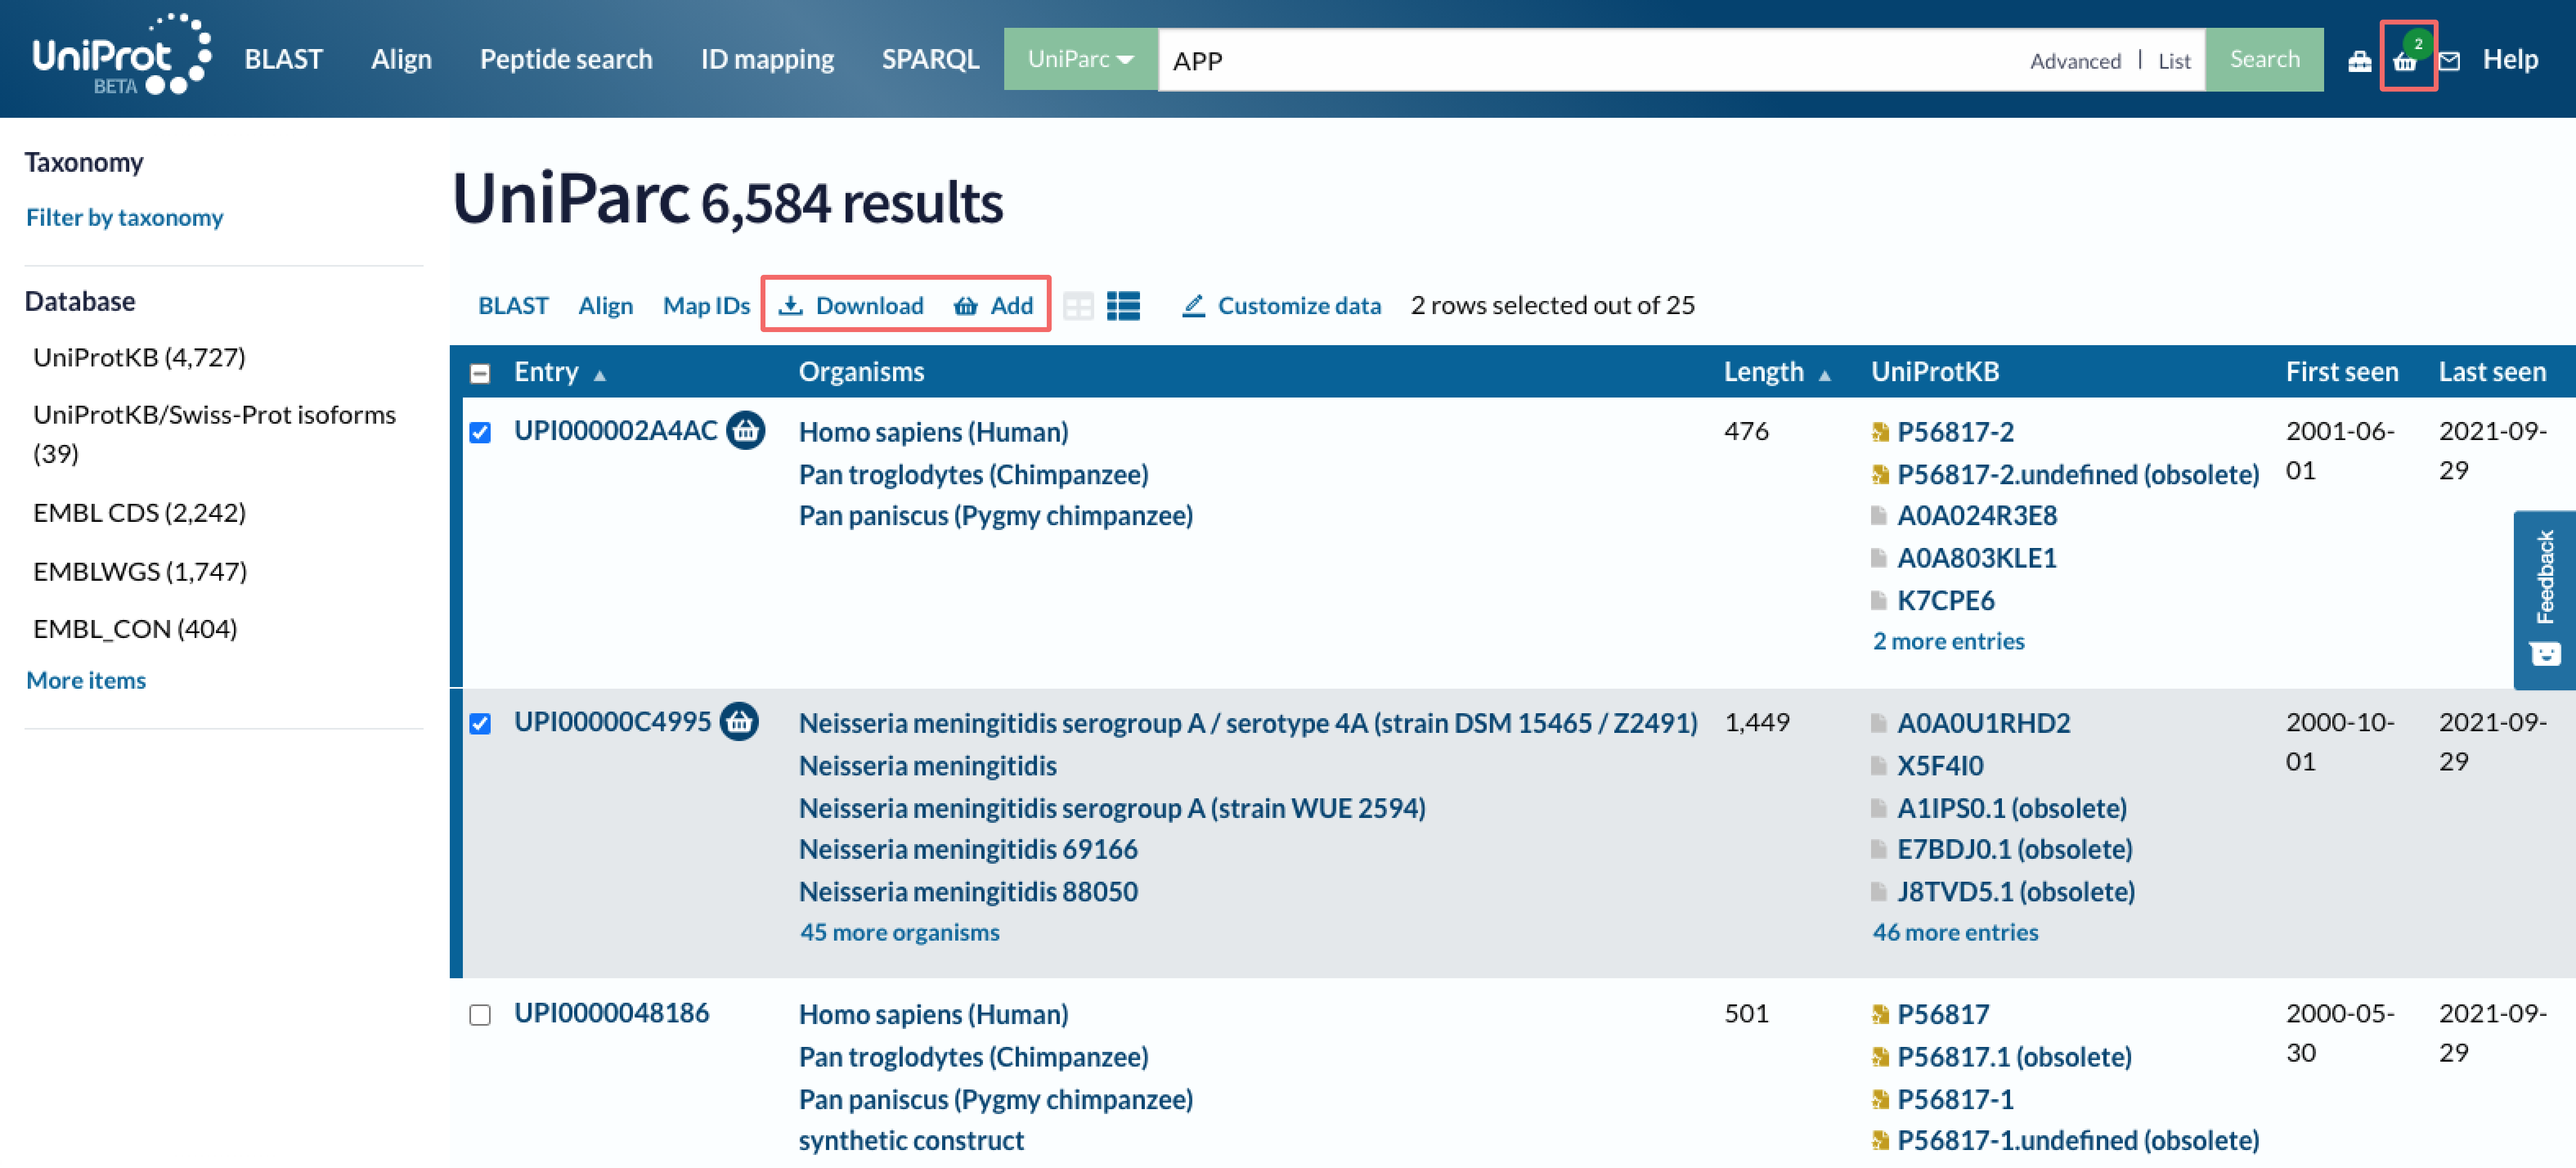 UniProt
BETA
BLAST Align Peptide search ID mapping SPARQL UniParc APP Advanced | List Search 2 Help
Taxonomy
Filter by taxonomy
Database
UniProtKB (4,727)
UniProtKB/Swiss-Prot isoforms
(39)
EMBL CDS (2,242)
EMBLWGS (1,747)
EMBL_CON (404)
More items
UniParc 6,584 results
BLAST Align Map IDs Download Add Customize data 2 rows selected out of 25
Entry Organisms Length UniProtKB First seen Last seen
UPI000002A4AC Homo sapiens (Human) 476 P56817-2 2001-06- 2021-09-
Pan troglodytes (Chimpanzee) P56817-2.undefined (obsolete) 01 29
Pan paniscus (Pygmy chimpanzee) A0A024R3E8
A0A803KLE1
K7CPE6
2 more entries
UPI00000C4995 Neisseria meningitidis serogroup A / serotype 4A (strain DSM 15465 / Z2491) 1,449 A0A0U1RHD2 2000-10- 2021-09-
Neisseria meningitidis X5F4I0 01 29
Neisseria meningitidis serogroup A (strain WUE 2594) A1IPS0.1 (obsolete)
Neisseria meningitidis 69166 E7BDJ0.1 (obsolete)
Neisseria meningitidis 88050 J8TVD5.1 (obsolete)
45 more organisms 46 more entries
UPI0000048186 Homo sapiens (Human) 501 P56817 2000-05- 2021-09-
Pan troglodytes (Chimpanzee) P56817.1 (obsolete) 30 29
Pan paniscus (Pygmy chimpanzee) P56817-1
synthetic construct P56817-1.undefined (obsolete)
Feedback